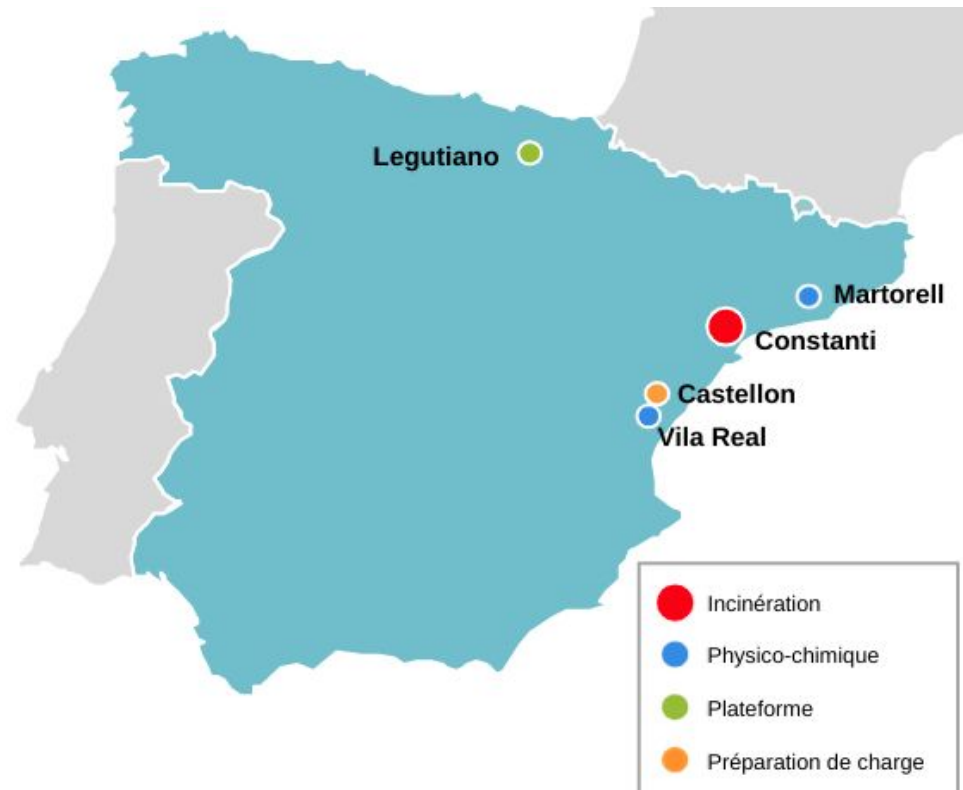 Legutiano
Martorell
Constanti
Castellon
Vila Real
Incinération
Physico-chimique
Plateforme
Préparation de charge